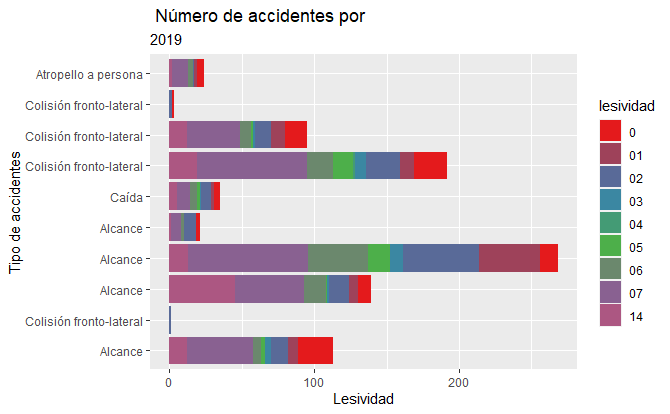 Número de accidentes por
2019
Tipo de accidentes
Atropello a persona
Colisión fronto-lateral
Colisión fronto-lateral
Colisión fronto-lateral
Caída
Alcance
Alcance
Alcance
Colisión fronto-lateral
Alcance
0
100
200
Lesividad
lesividad
0
01
02
03
04
05
06
07
14